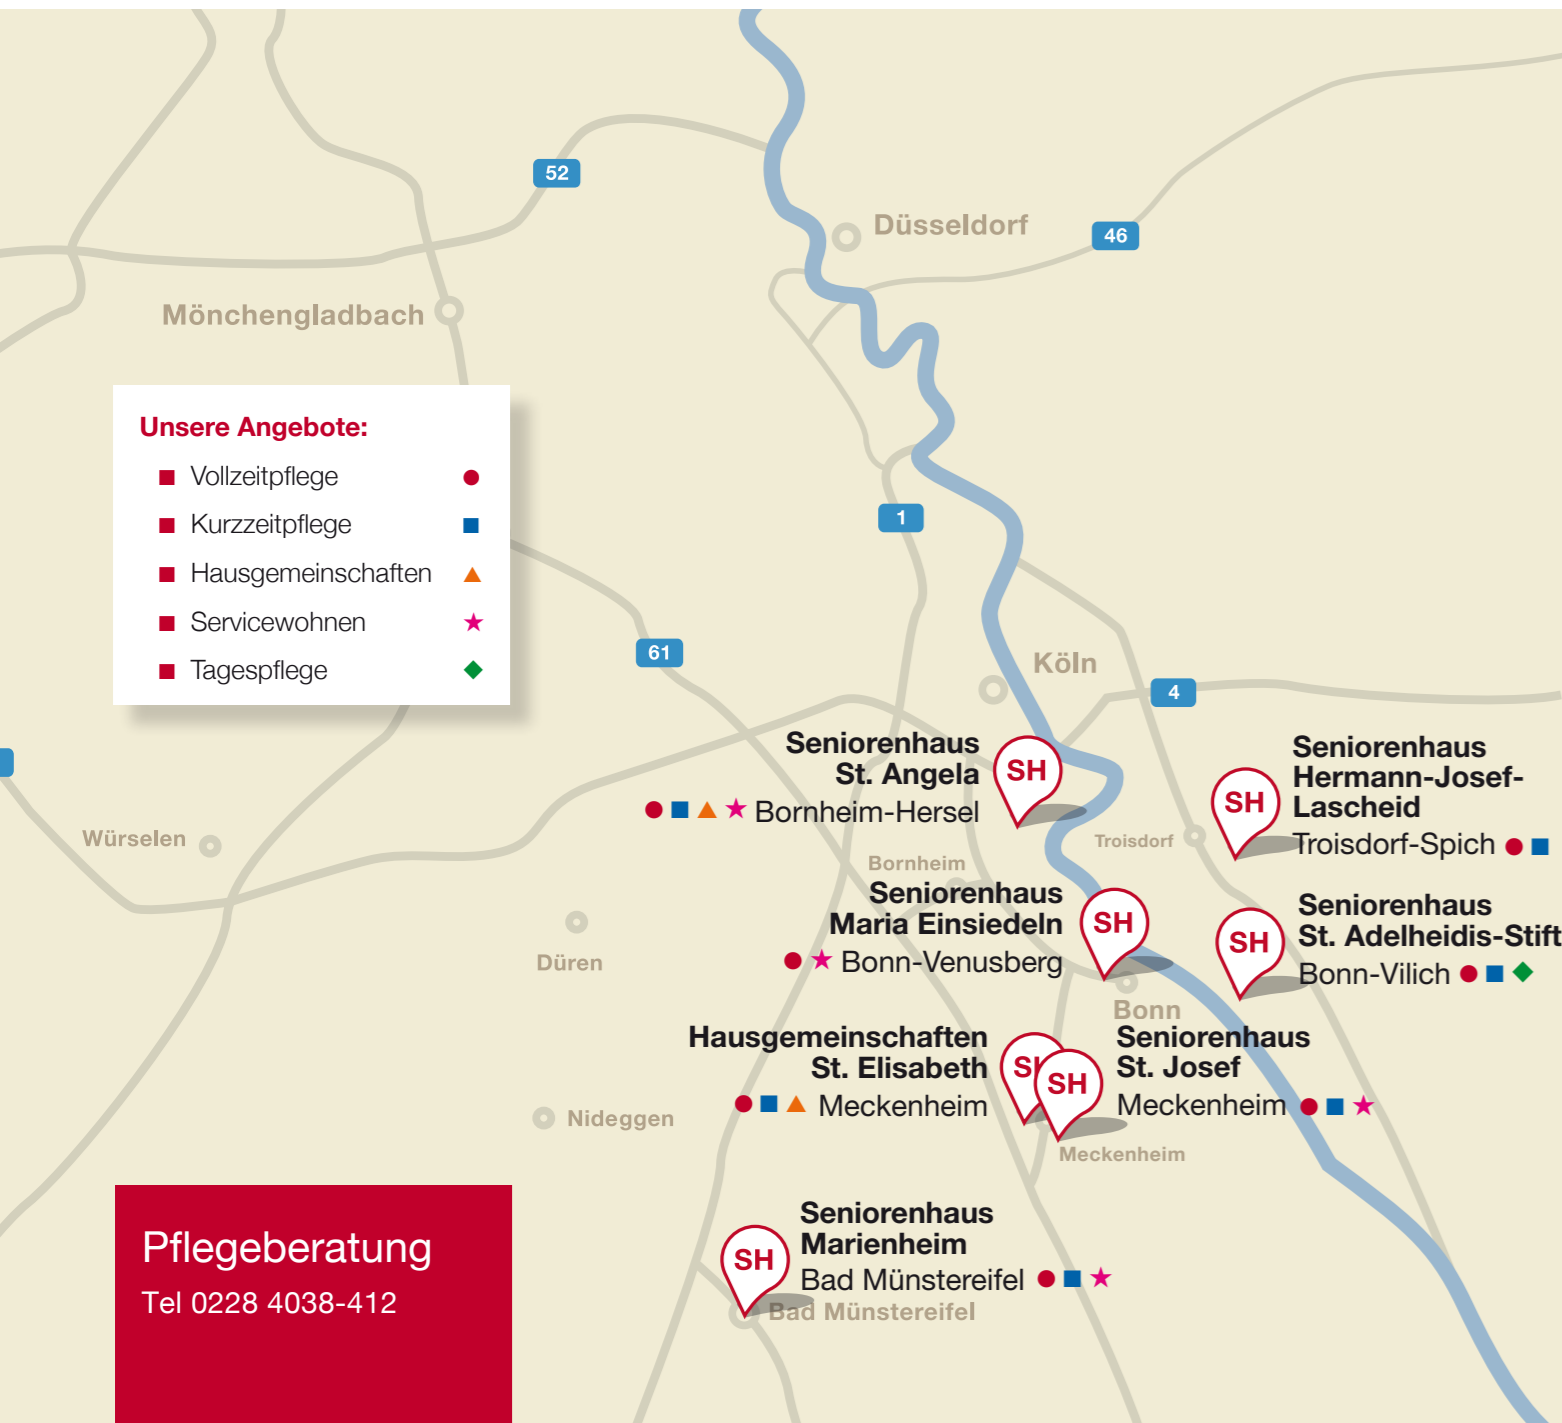 52
Düsseldorf
46
Mönchengladbach
Unsere Angebote:
Vollzeitpflege
Kurzzeitpflege
Hausgemeinschaften
Servicewohnen
Tagespflege
1
61
Köln
4
Seniorenhaus
St. Angela
Bornheim-Hersel
SH
Seniorenhaus
Hermann-Josef-
Lascheid
Troisdorf-Spich
SH
Würselen
Troisdorf
Bornheim
Seniorenhaus
Maria Einsiedeln
Bonn-Venusberg
SH
Seniorenhaus
St. Adelheidis-Stift
Bonn-Vilich
SH
Düren
Bonn
Hausgemeinschaften
St. Elisabeth
Meckenheim
SH
Seniorenhaus
St. Josef
Meckenheim
SH
Nideggen
Meckenheim
Seniorenhaus
Marienheim
Bad Münstereifel
SH
Bad Münstereifel
Pflegeberatung
Tel 0228 4038-412